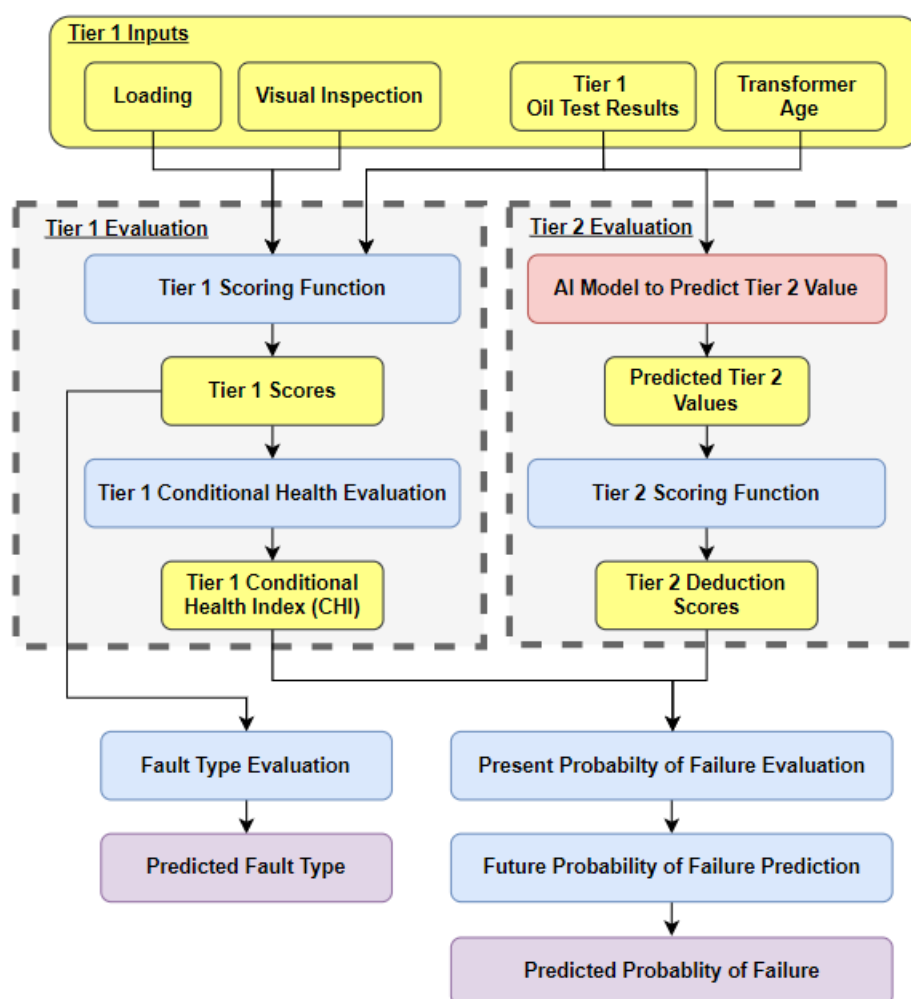 Tier 1 Inputs
Loading
Visual Inspection
Tier 1
Oil Test Results
Transformer
Age
Tier 1 Evaluation
Tier 2 Evaluation
Tier 1 Scoring Function
AI Model to Predict Tier 2 Value
Tier 1 Scores
Predicted Tier 2
Values
Tier 1 Conditional Health Evaluation
Tier 2 Scoring Function
Tier 1 Conditional
Health Index (CHI)
Tier 2 Deduction
Scores
Fault Type Evaluation
Present Probabilty of Failure Evaluation
Predicted Fault Type
Future Probability of Failure Prediction
Predicted Probablity of Failure